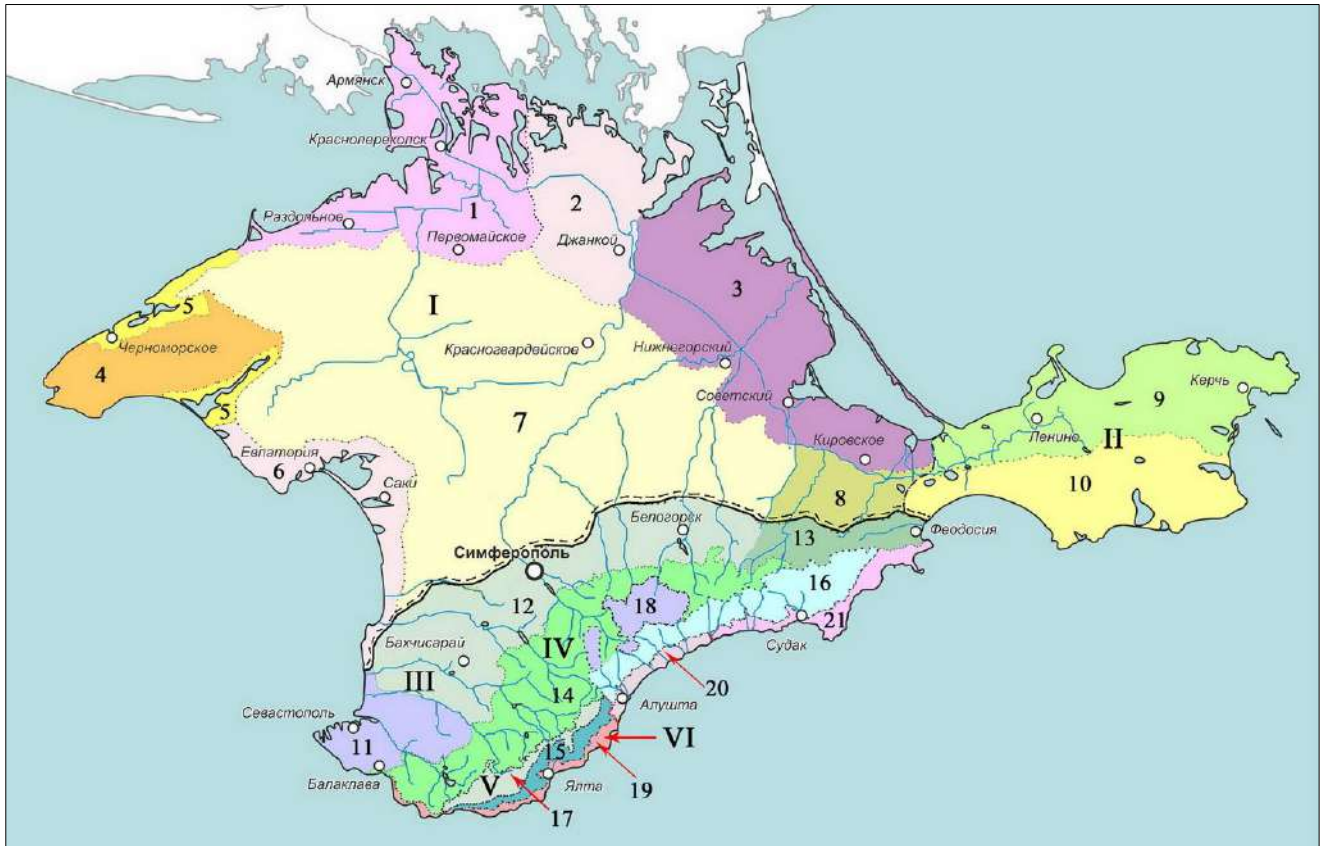 Армянск
Красноперекопск
Раздольное
1
2
Первомайское
Джанкой
3
I
5
Черноморское
Красногвардейское
Нижнегорский
4
Керчь
9
Советский
5
7
Ленино
II
Евпатория
6
Кировское
Саки
10
8
Белогорск
Феодосия
13
Симферополь
16
12
18
21
Судак
IV
Бахчисарай
III
20
14
Алушта
Севастополь
VI
11
15
Балаклава
V
Ялта
19
17